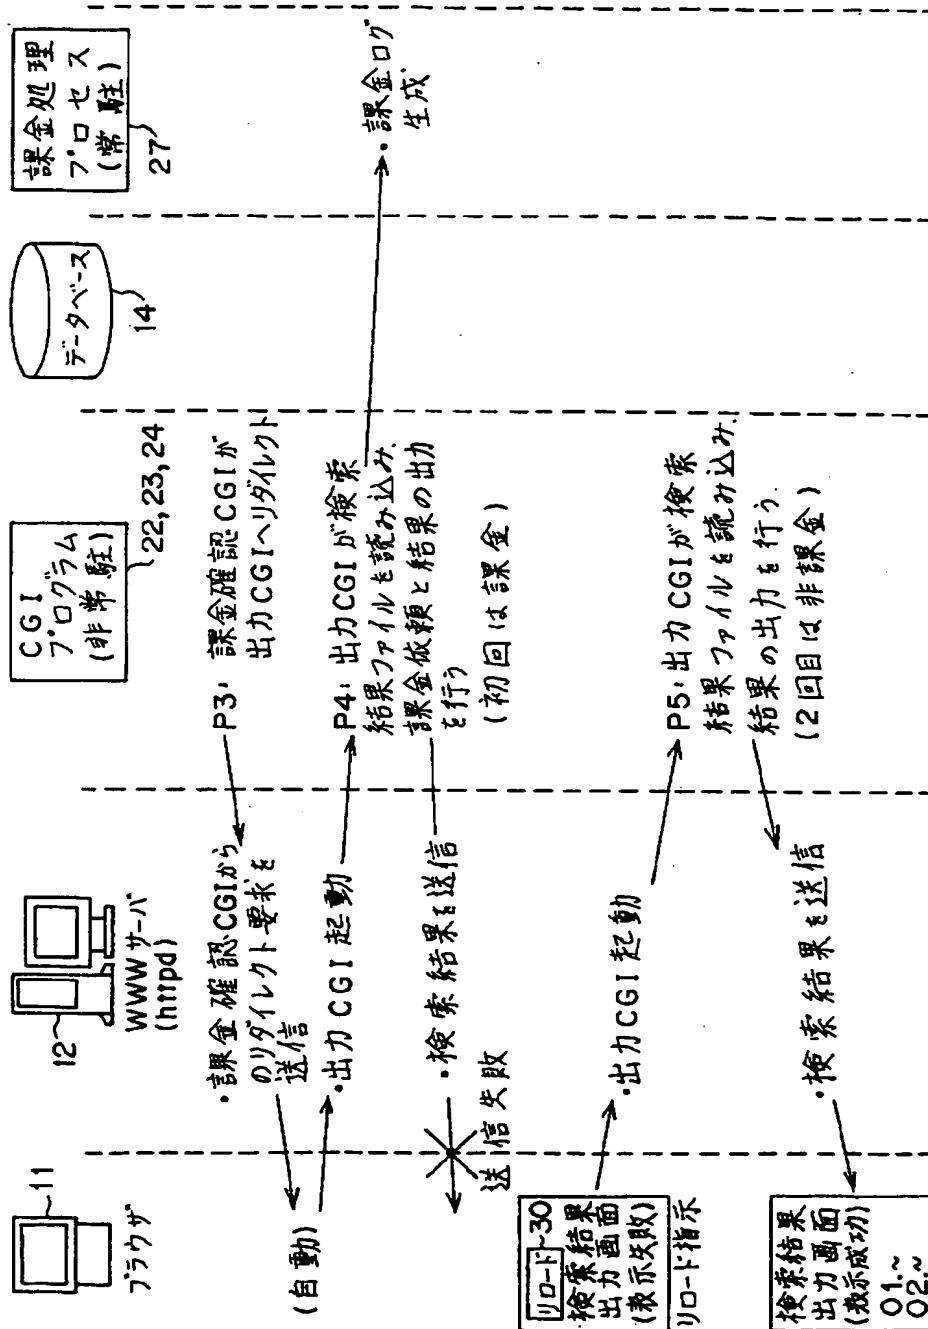 ブラウザ
11
12
WWWサーバ
(httpd)
CGI
プログラム
(非常駐)
22,23,24
データベース
14
課金処理
プロセス
(常駐)
27
P3: 課金確認CGIが
出力CGIへリダイレクト
・課金確認CGIから
のリダイレクト要求を
送信
(自動)
・出力CGI起動
P4:出力CGIが検索
結果ファイルを読み込み.
課金依頼と結果の出力
を行う
(初回は課金)
・課金ログ
生成
・検索結果を送信
送信失敗
リロード~30
検索結果
出力画面
(表示失敗)
リロード指示
・出力CGI起動
P5:出力CGIが検索
結果ファイルを読み込み.
結果の出力を行う.
(2回目は非課金)
・検索結果を送信
検索結果
出力画面
(表示成功)
01.~
02.~